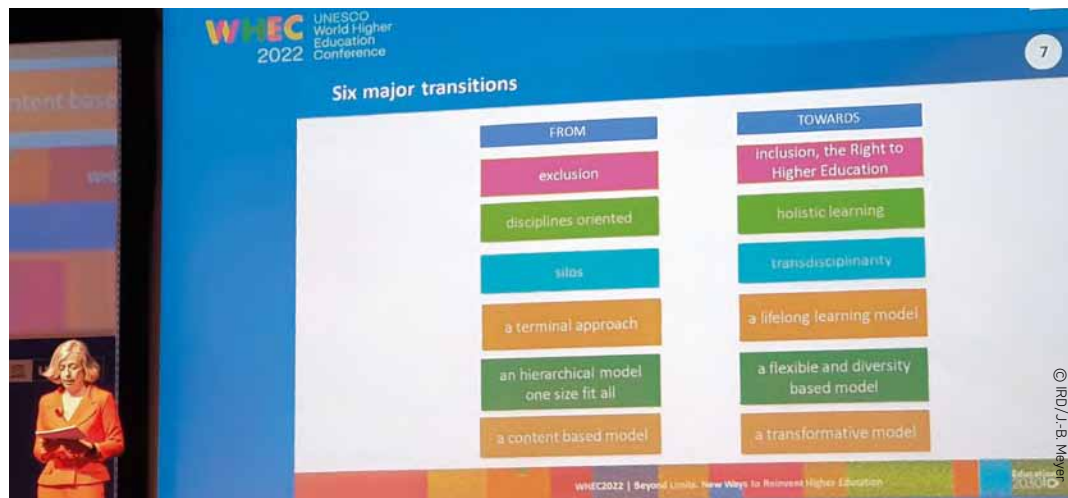 WHEC
2022
UNESCO
World Higher
Education
Conference
7
Six major transitions
FROM
TOWARDS
exclusion
inclusion, the Right to
Higher Education
disciplines oriented
holistic learning
silos
transdisciplinarity
a terminal approach
a lifelong learning model
an hierarchical model
one size fit all
a flexible and diversity
based model
a content based model
a transformative model
WHEC2022 | Beyond Limits. New Ways to Reinvent Higher Education
Education
2030
© IRD/J.-B. Meyer